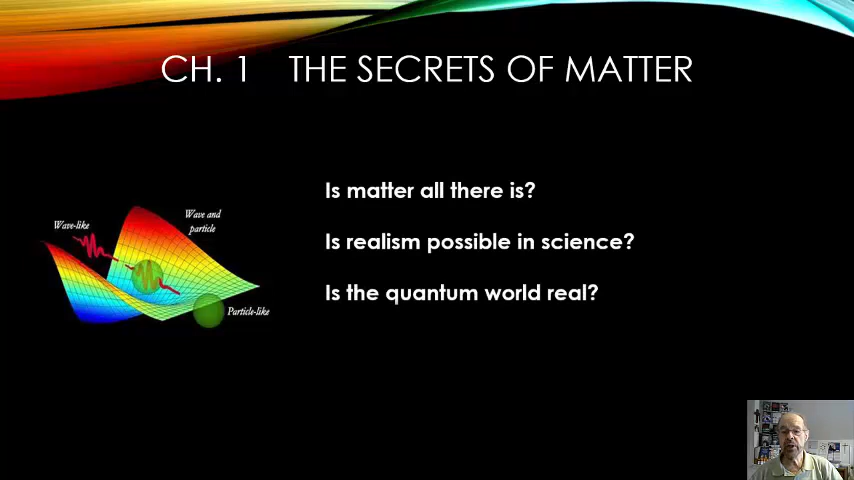 CH. 1 THE SECRETS OF MATTER
Is matter all there is?
Is realism possible in science?
Is the quantum world real?
Wave-like
Wave and
particle
Particle-like